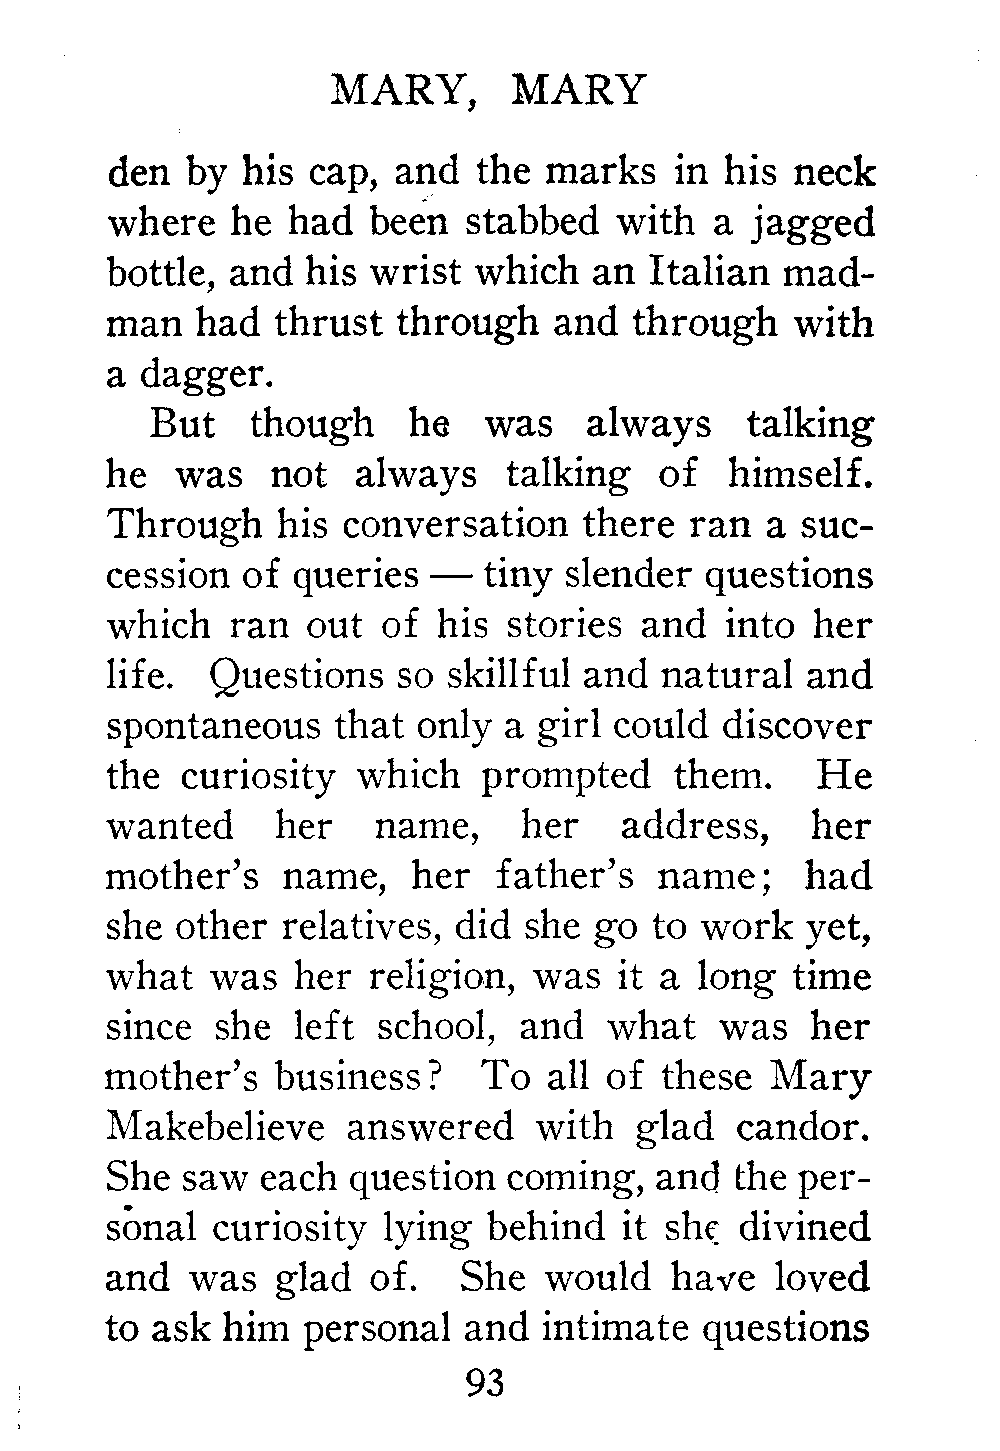 MARY, MARY
den by his cap, and the marks in his neck
where he had been stabbed with a jagged
bottle, and his wrist which an Italian mad-
man had thrust through and through with
a dagger.
But though he was always talking
he was not always talking of himself.
Through his conversation there ran a suc-
cession of queries — tiny slender questions
which ran out of his stories and into her
life. Questions so skillful and natural and
spontaneous that only a girl could discover
the curiosity which prompted them. He
wanted her name, her address, her
mother's name, her father's name; had
she other relatives, did she go to work yet,
what was her religion, was it a long time
since she left school, and what was her
mother's business? To all of these Mary
Makebelieve answered with glad candor.
She saw each question coming, and the per-
sonal curiosity lying behind it she divined
and was glad of. She would have loved
to ask him personal and intimate questions
93